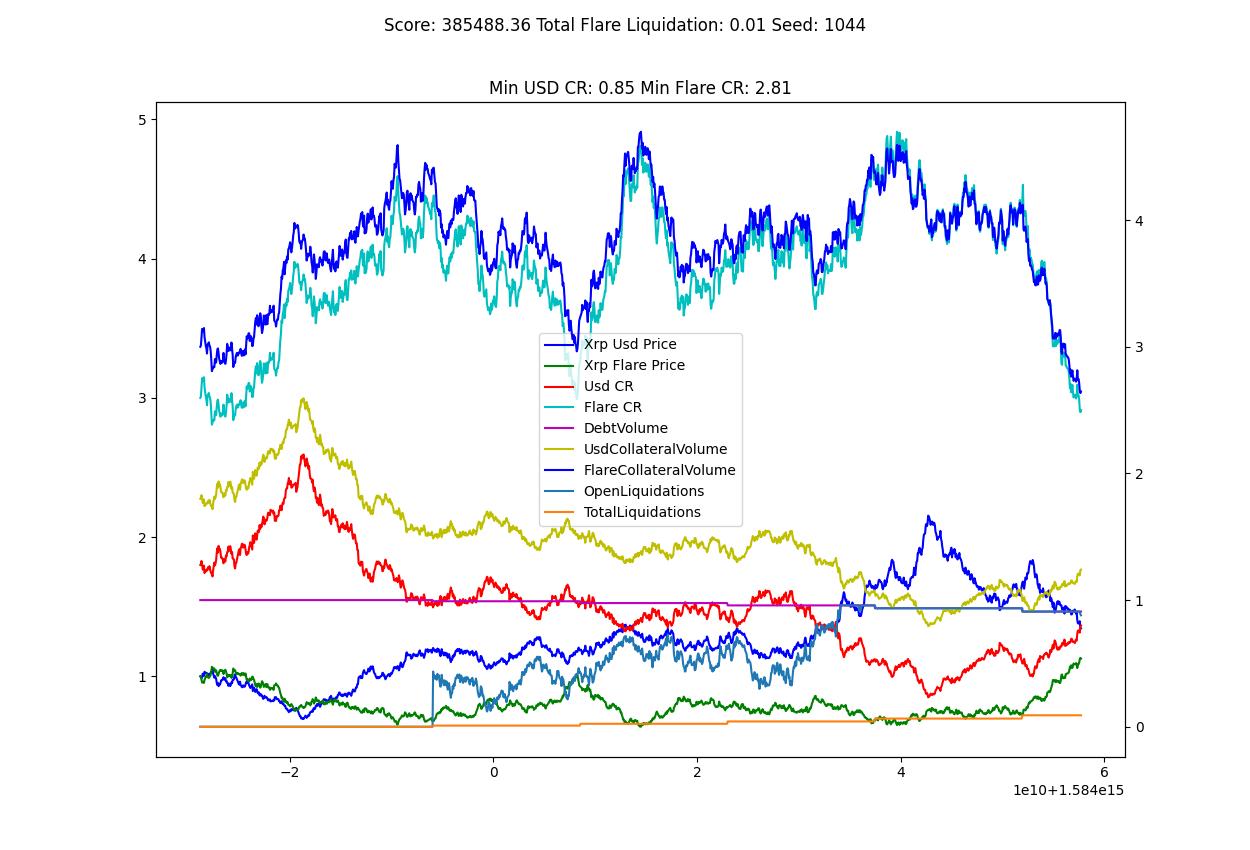 Score: 385488.36 Total Flare Liquidation: 0.01 Seed: 1044
Min USD CR: 0.85 Min Flare CR: 2.81
5
4
3
2
1
4
3
2
1
0
Xrp Usd Price
Xrp Flare Price
Usd CR
Flare CR
DebtVolume
UsdCollateralVolume
FlareCollateralVolume
OpenLiquidations
TotalLiquidations
−2 0 2 4 6
1e10+1.584e15